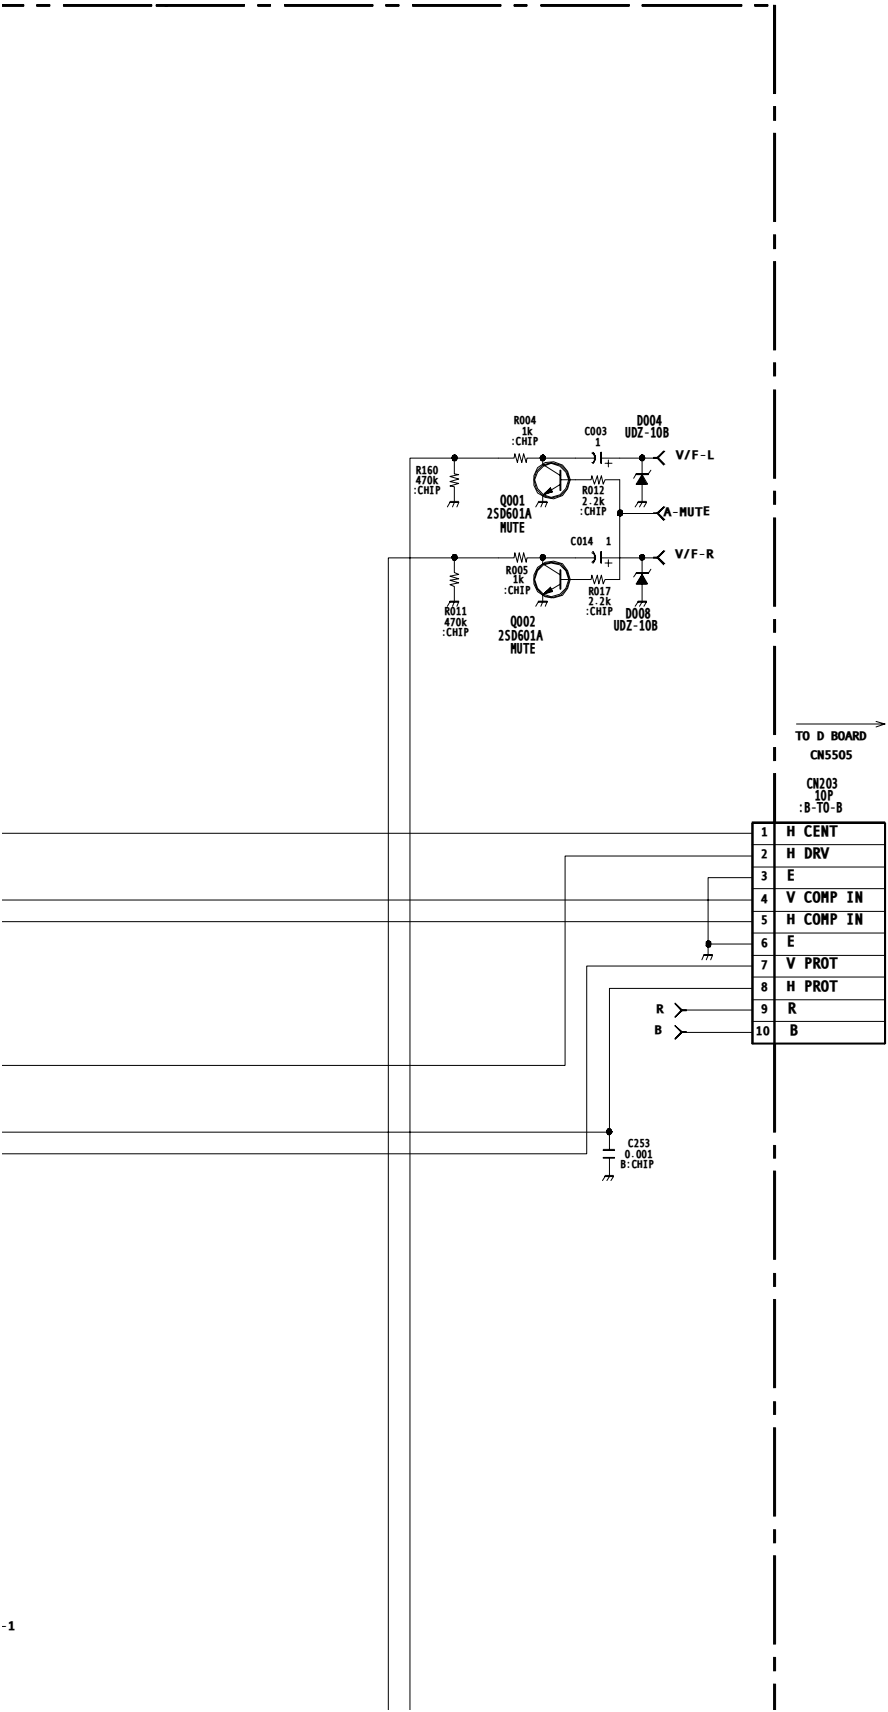 R004
1k
:CHIP
C003
1
D004
UDZ-10B
V/F-L
R160
470k
:CHIP
Q001
2SD601A
MUTE
R012
2.2k
:CHIP
A-MUTE
C014 1
V/F-R
R005
1k
:CHIP
R017
2.2k
:CHIP
D008
UDZ-10B
R011
470k
:CHIP
Q002
2SD601A
MUTE
TO D BOARD
CN5505
CN203
10P
:B-TO-B
1 H CENT
2 H DRV
3 E
4 V COMP IN
5 H COMP IN
6 E
7 V PROT
8 H PROT
R 9 R
B 10 B
C253
0.001
B:CHIP
-1